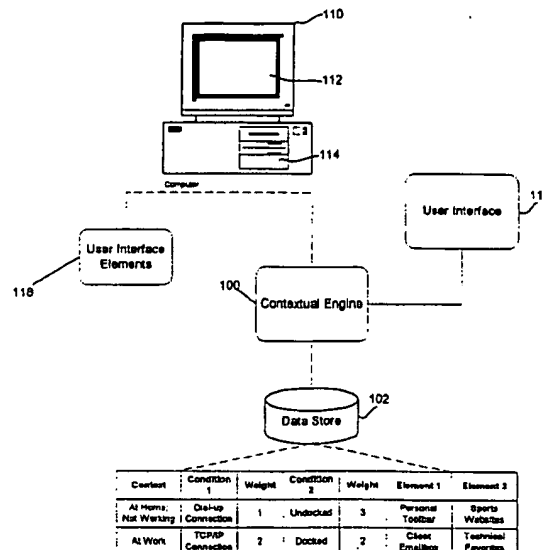 110
112
114
Computer
11
User Interface
User Interface
Elements
118
100
Contextual Engine
102
Data Store
Context Condition 1 Weight Condition 2 Weight Element 1 Element 2
At Home; Not Working Dial-up Connection 1 Undocked 3 Personal Toolbar Sports Websites
At Work TCP/IP Connection 2 Docked 2 Client Emailing Technical Favorites